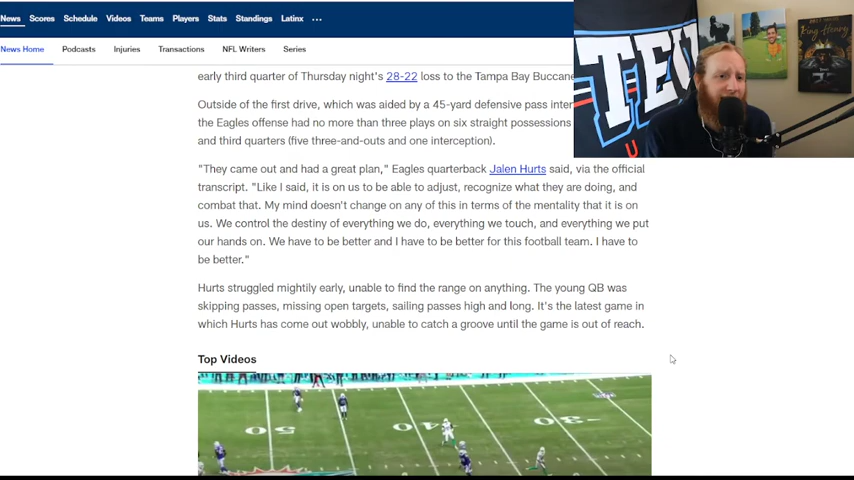 News Scores Schedule Videos Teams Players Stats Standings Latinx ...
News Home Podcasts Injuries Transactions NFL Writers Series
early third quarter of Thursday night's 28-22 loss to the Tampa Bay Buccane
Outside of the first drive, which was aided by a 45-yard defensive pass inter
the Eagles offense had no more than three plays on six straight possessions
and third quarters (five three-and-outs and one interception).
"They came out and had a great plan," Eagles quarterback Jalen Hurts said, via the official
transcript. "Like I said, it is on us to be able to adjust, recognize what they are doing, and
combat that. My mind doesn't change on any of this in terms of the mentality that it is on
us. We control the destiny of everything we do, everything we touch, and everything we put
our hands on. We have to be better and I have to be better for this football team. I have to
be better."
Hurts struggled mightily early, unable to find the range on anything. The young QB was
skipping passes, missing open targets, sailing passes high and long. It's the latest game in
which Hurts has come out wobbly, unable to catch a groove until the game is out of reach.
Top Videos
50 40 30
TEN
King Henry